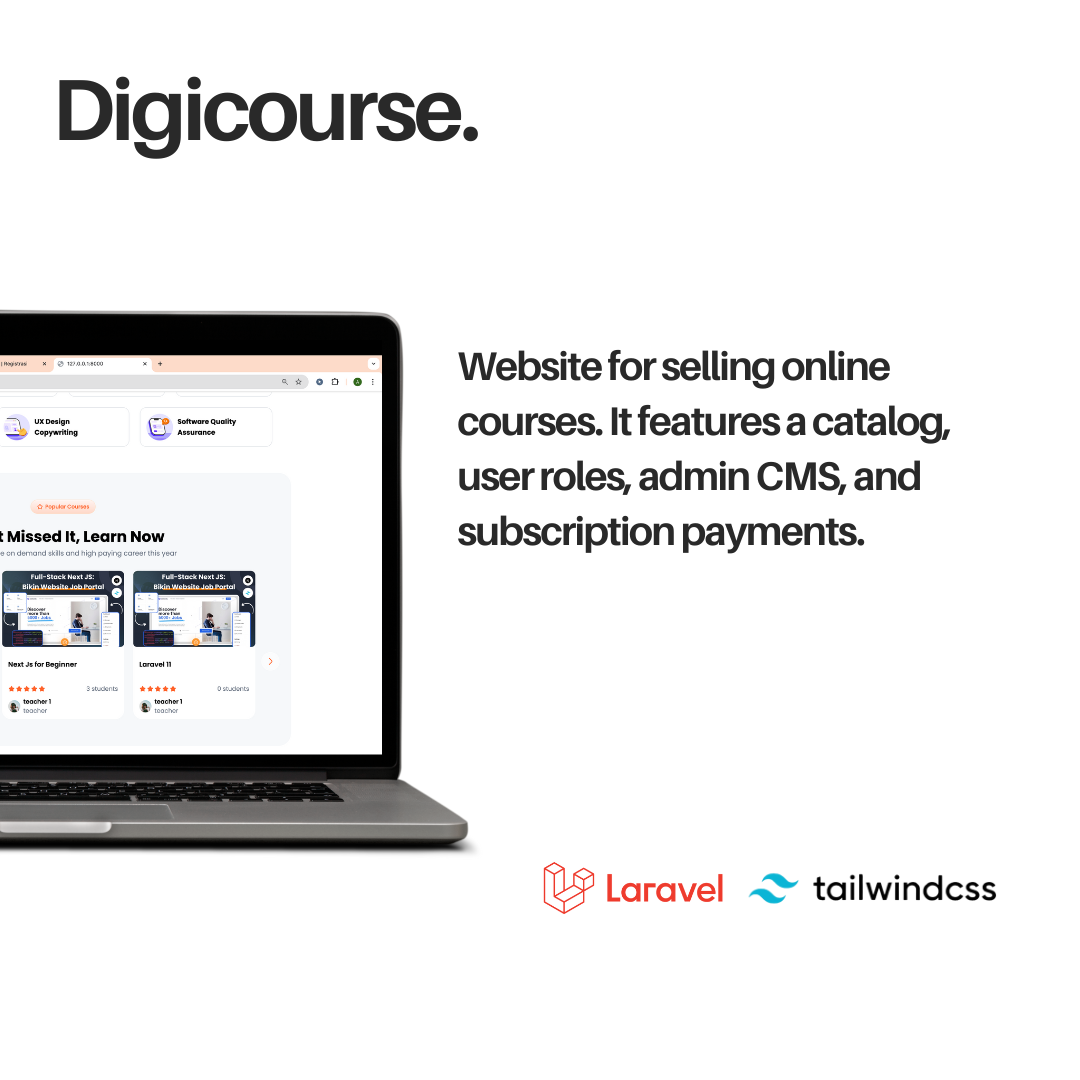 Digicourse.
| Registrasi
127.0.0.1:8000
UX Design
Copywriting
Software Quality
Assurance
Popular Courses
t Missed It, Learn Now
e on demand skills and high paying career this year
Full-Stack Next JS:
Bikin Website Job Portal
Discover
more than
5000+ Jobs
Next Js for Beginner
3 students
teacher 1
teacher
Full-Stack Next JS:
Bikin Website Job Portal
Discover
more than
5000+ Jobs
Laravel 11
0 students
teacher 1
teacher
Website for selling online
courses. It features a catalog,
user roles, admin CMS, and
subscription payments.
Laravel
tailwindcss